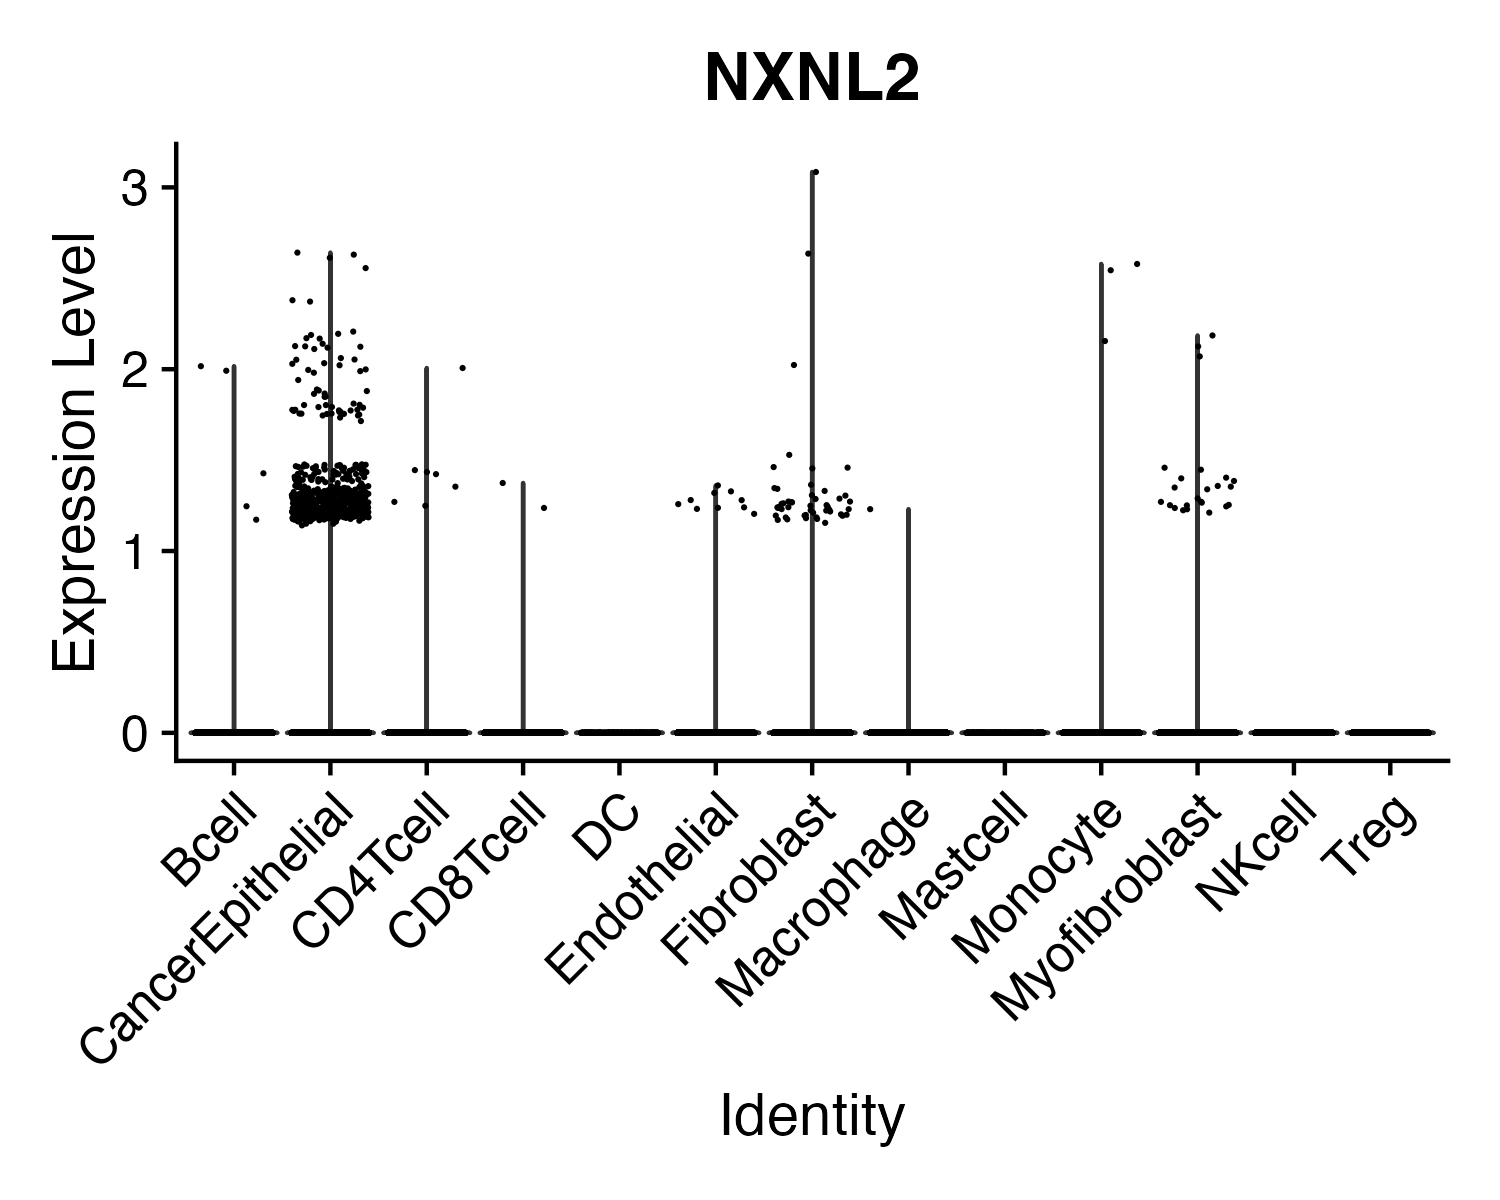 NXNL2
Expression Level
3
2
1
0
Bcell
CancerEpithelial
CD4Tcell
CD8Tcell
DC
Endothelial
Fibroblast
Macrophage
Mastcell
Monocyte
Myofibroblast
NKcell
Treg
Identity